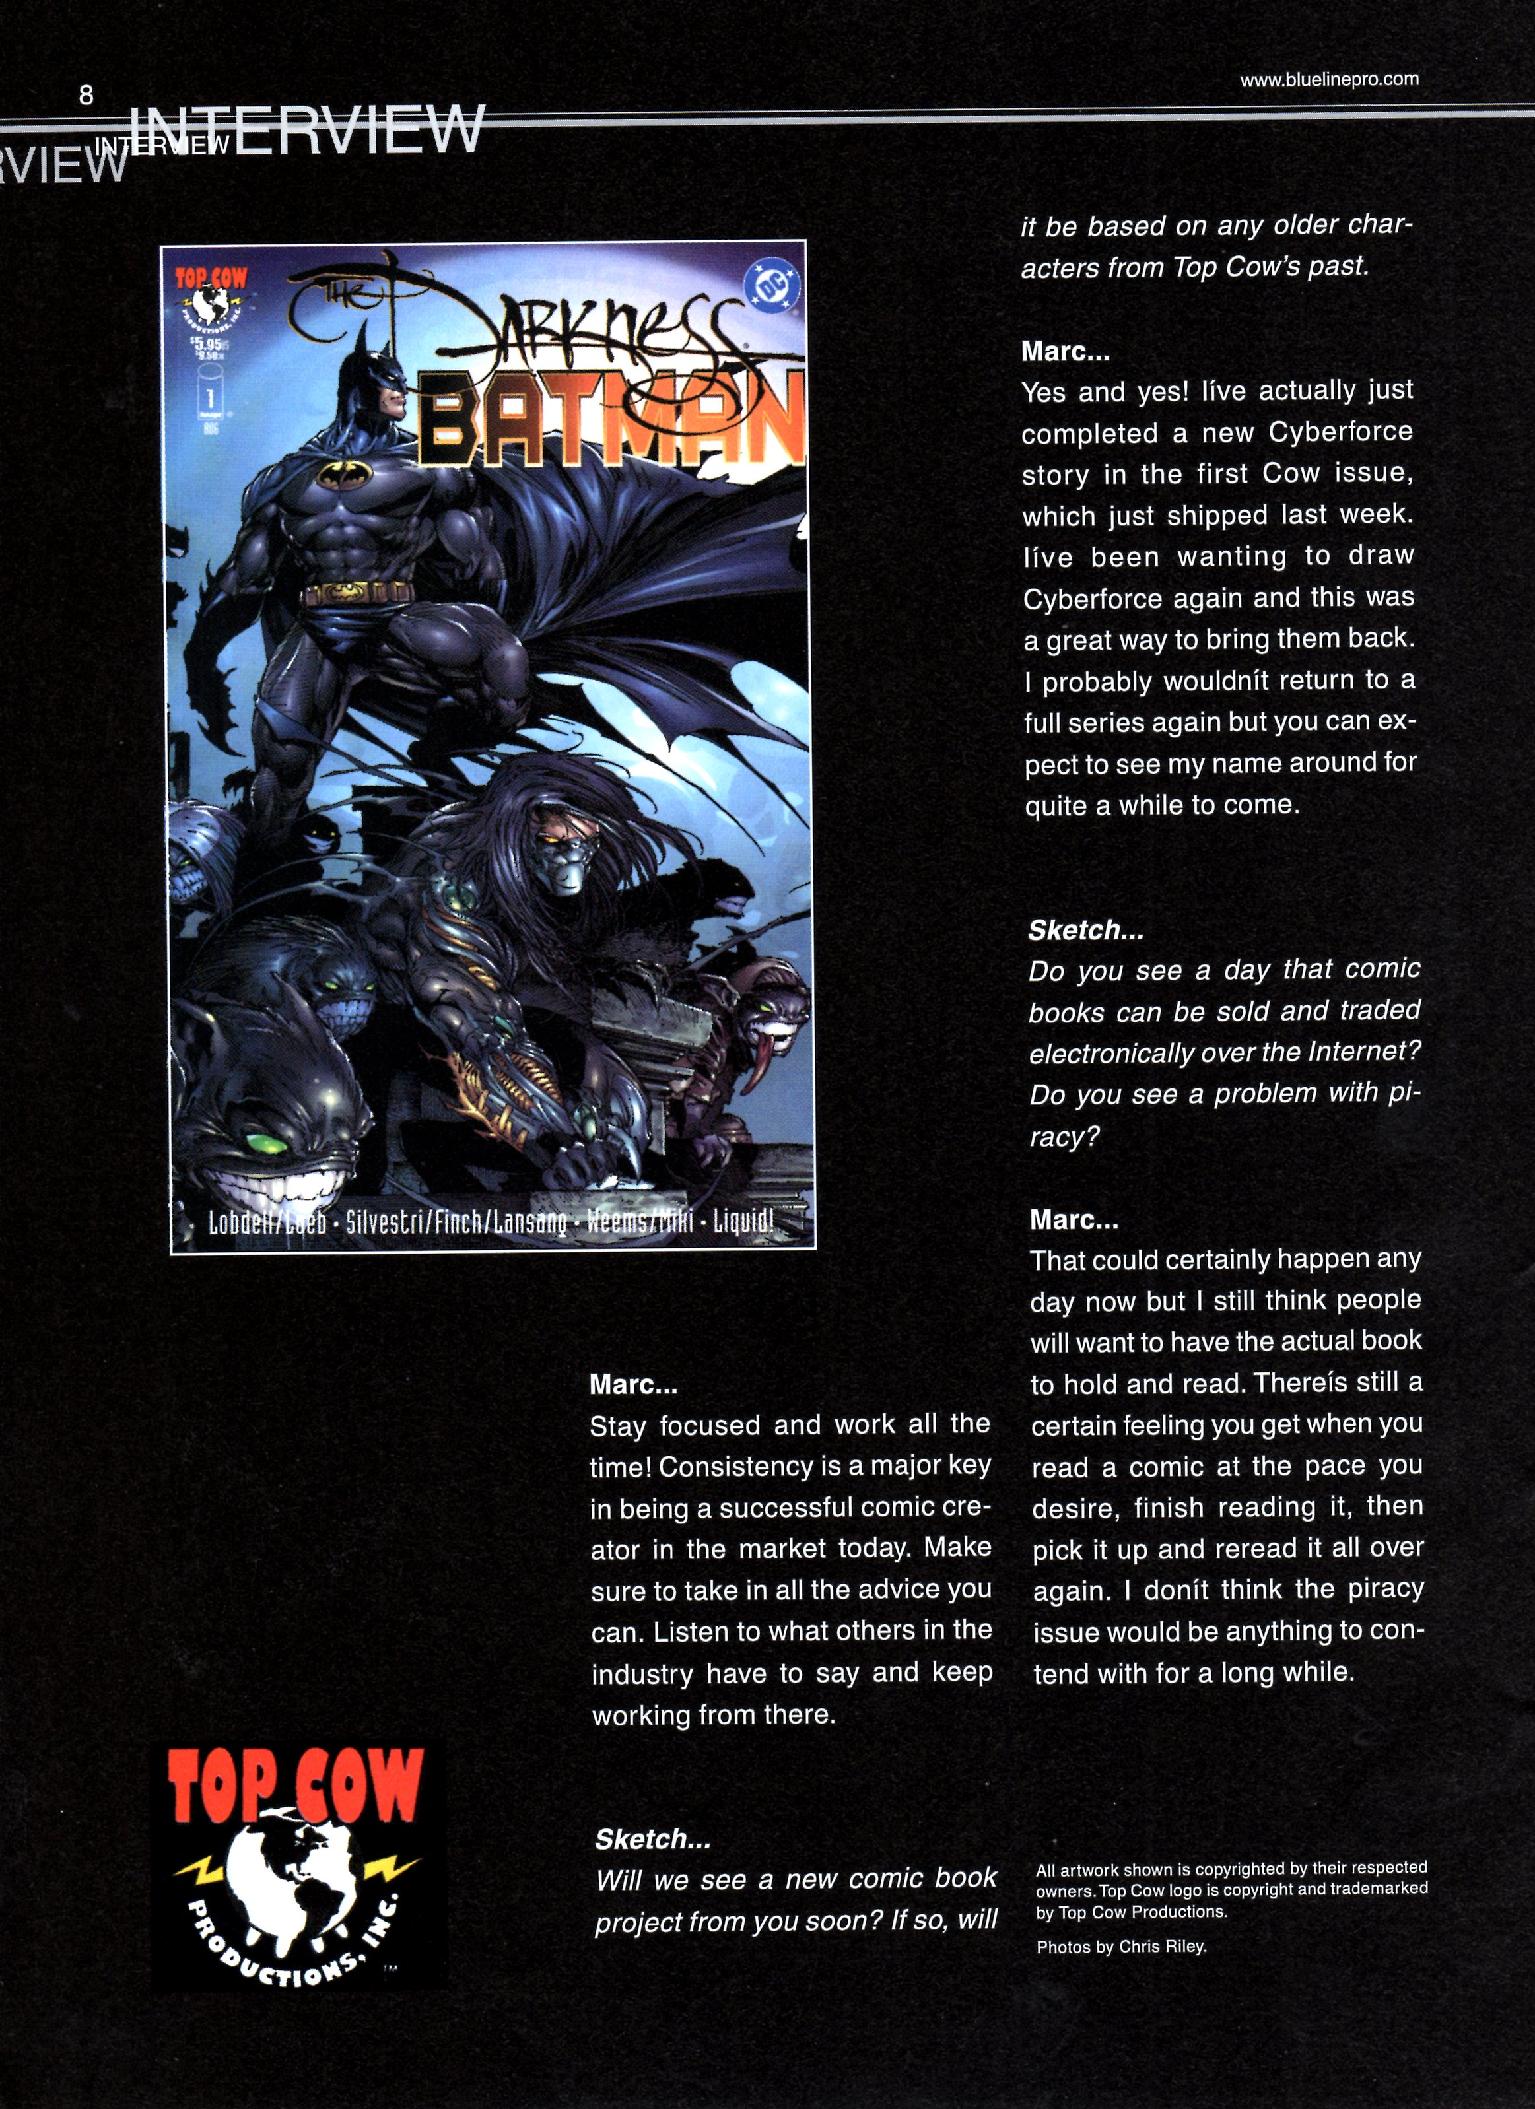 8
www.bluelinepro.com
INTERVIEW
INTERVIEW
RVIEW
TOP COW
PRODUCTIONS, INC.
$5.95US
1
image
THE DARKNESS
DC
BATMAN
Lobdell/Loeb · Silvestri/Finch/Lansang · Weems/Miki · Liquid!
Marc...
Stay focused and work all the
time! Consistency is a major key
in being a successful comic cre-
ator in the market today. Make
sure to take in all the advice you
can. Listen to what others in the
industry have to say and keep
working from there.
Sketch...
Will we see a new comic book
project from you soon? If so, will
it be based on any older char-
acters from Top Cow's past.
Marc...
Yes and yes! Iíve actually just
completed a new Cyberforce
story in the first Cow issue,
which just shipped last week.
Iíve been wanting to draw
Cyberforce again and this was
a great way to bring them back.
I probably wouldnít return to a
full series again but you can ex-
pect to see my name around for
quite a while to come.
Sketch...
Do you see a day that comic
books can be sold and traded
electronically over the Internet?
Do you see a problem with pi-
racy?
Marc...
That could certainly happen any
day now but I still think people
will want to have the actual book
to hold and read. Thereís still a
certain feeling you get when you
read a comic at the pace you
desire, finish reading it, then
pick it up and reread it all over
again. I donít think the piracy
issue would be anything to con-
tend with for a long while.
TOP COW
PRODUCTIONS, INC.
TM
All artwork shown is copyrighted by their respected
owners. Top Cow logo is copyright and trademarked
by Top Cow Productions.
Photos by Chris Riley.